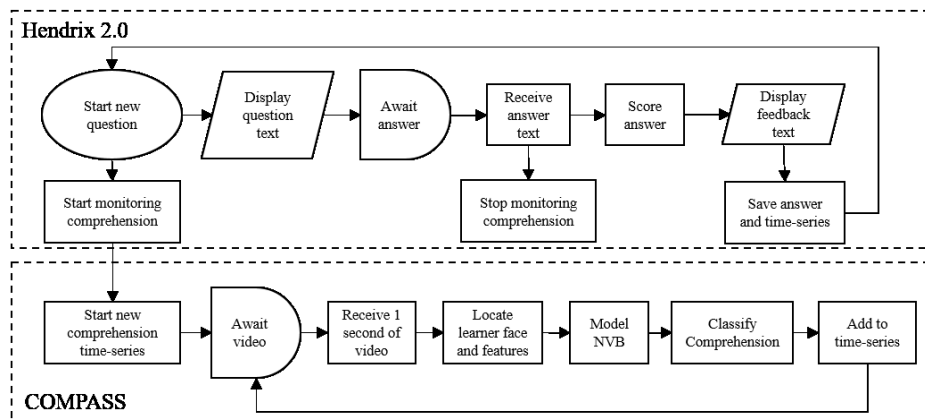 Hendrix 2.0
Start new
question
Display
question
text
Await
answer
Receive
answer
text
Score
answer
Display
feedback
text
Start monitoring
comprehension
Stop monitoring
comprehension
Save answer
and time-series
Start new
comprehension
time-series
Await
video
Receive 1
second of
video
Locate
learner face
and features
Model
NVB
Classify
Comprehension
Add to
time-series
COMPASS